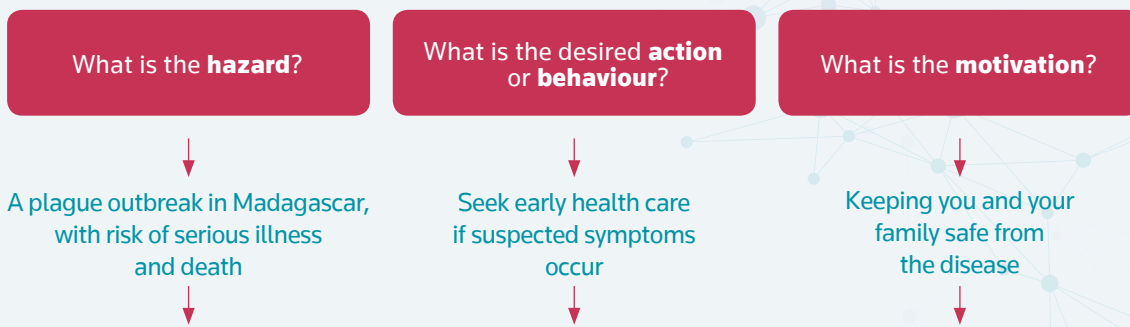 What is the hazard?
What is the desired action
or behaviour?
What is the motivation?
A plague outbreak in Madagascar,
with risk of serious illness
and death
Seek early health care
if suspected symptoms
occur
Keeping you and your
family safe from
the disease